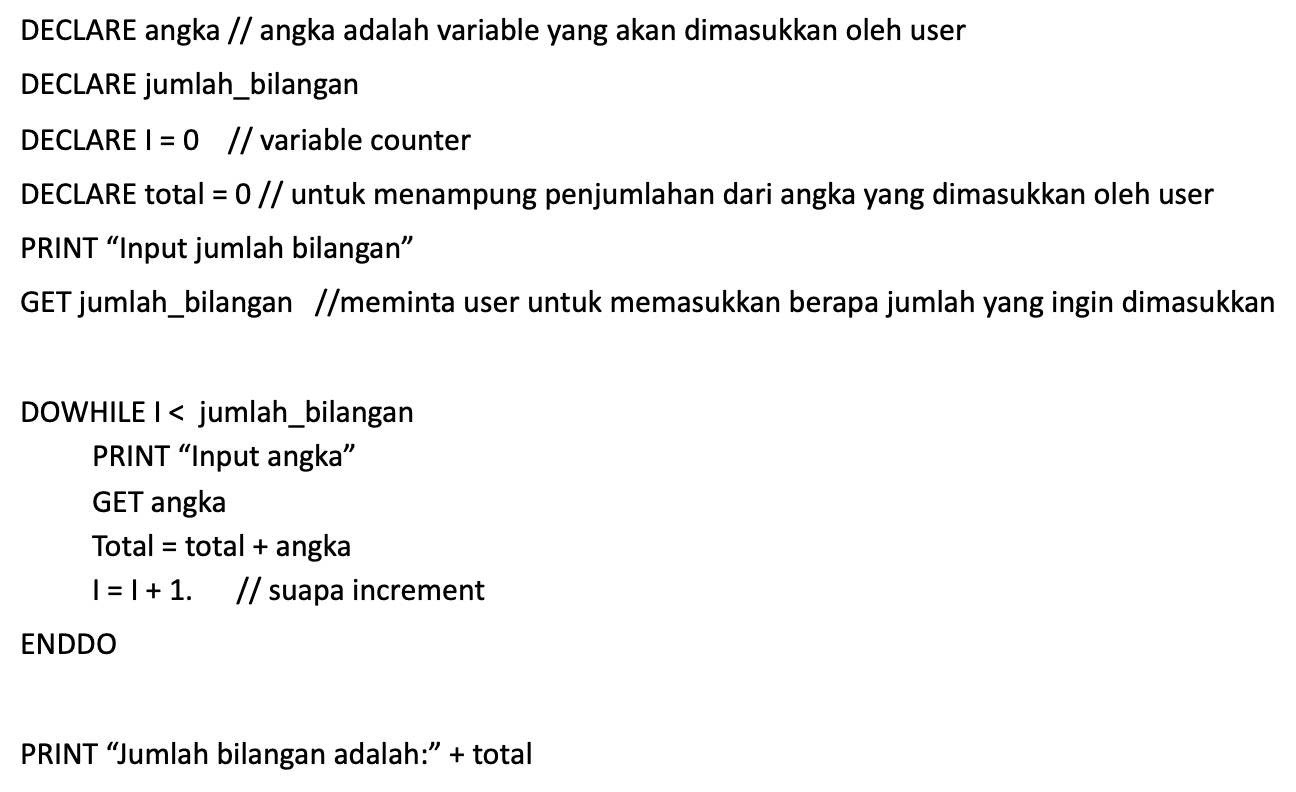 DECLARE angka // angka adalah variable yang akan dimasukkan oleh user
DECLARE jumlah_bilangan
DECLARE I = 0 // variable counter
DECLARE total = 0 // untuk menampung penjumlahan dari angka yang dimasukkan oleh user
PRINT “Input jumlah bilangan”
GET jumlah_bilangan //meminta user untuk memasukkan berapa jumlah yang ingin dimasukkan
DOWHILE I < jumlah_bilangan
PRINT “Input angka”
GET angka
Total = total + angka
I = I + 1. // suapa increment
ENDDO
PRINT “Jumlah bilangan adalah:” + total